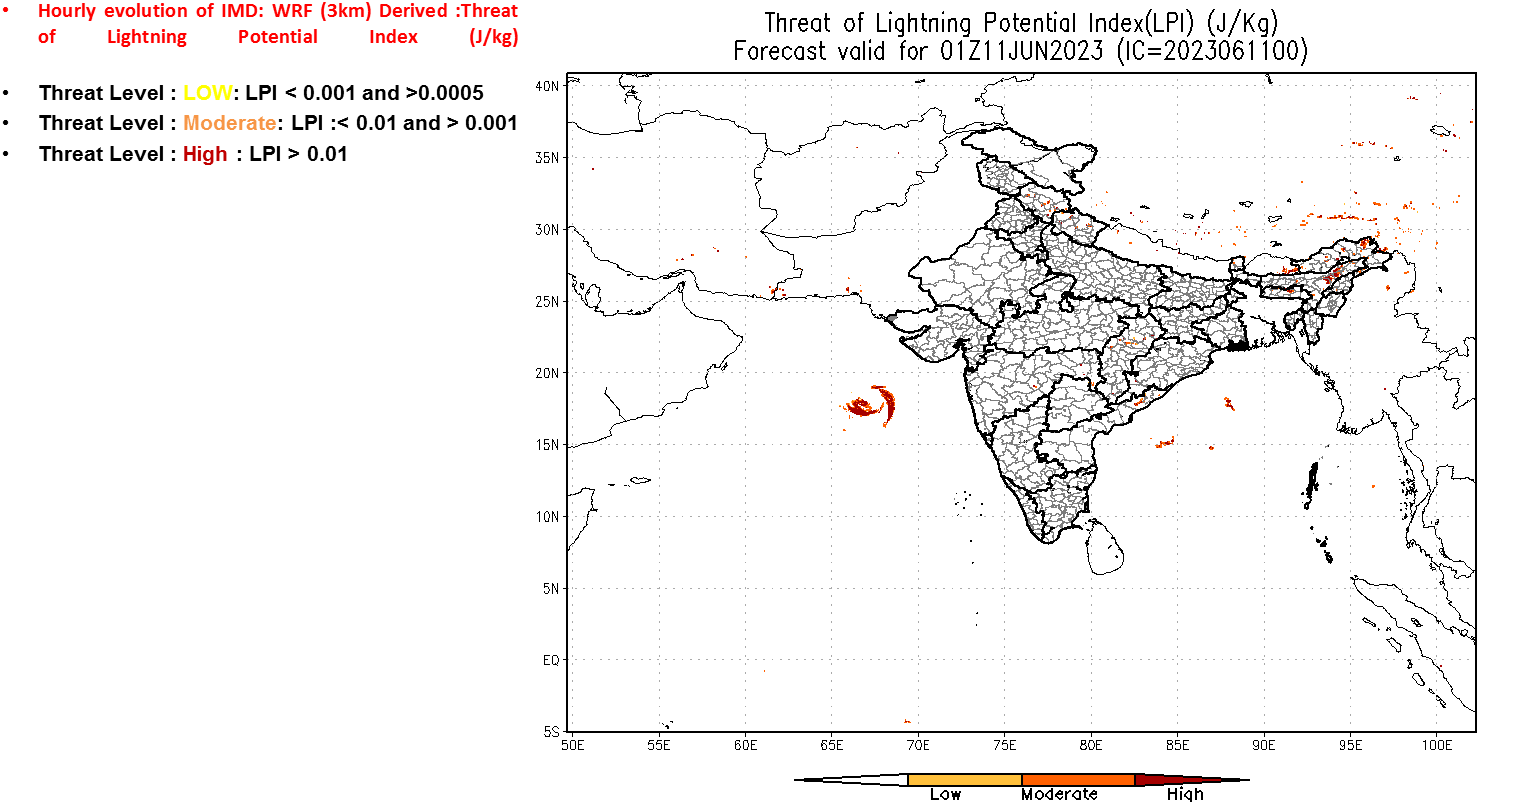 • Hourly evolution of IMD: WRF (3km) Derived :Threat
of Lightning Potential Index (J/kg)
• Threat Level : LOW: LPI < 0.001 and >0.0005
• Threat Level : Moderate: LPI :< 0.01 and > 0.001
• Threat Level : High : LPI > 0.01
Threat of Lightning Potential Index(LPI) (J/Kg)
Forecast valid for 01Z11JUN2023 (IC=2023061100)
40N
35N
30N
25N
20N
15N
10N
5N
EQ
5S
50E 55E 60E 65E 70E 75E 80E 85E 90E 95E 100E
Low Moderate High